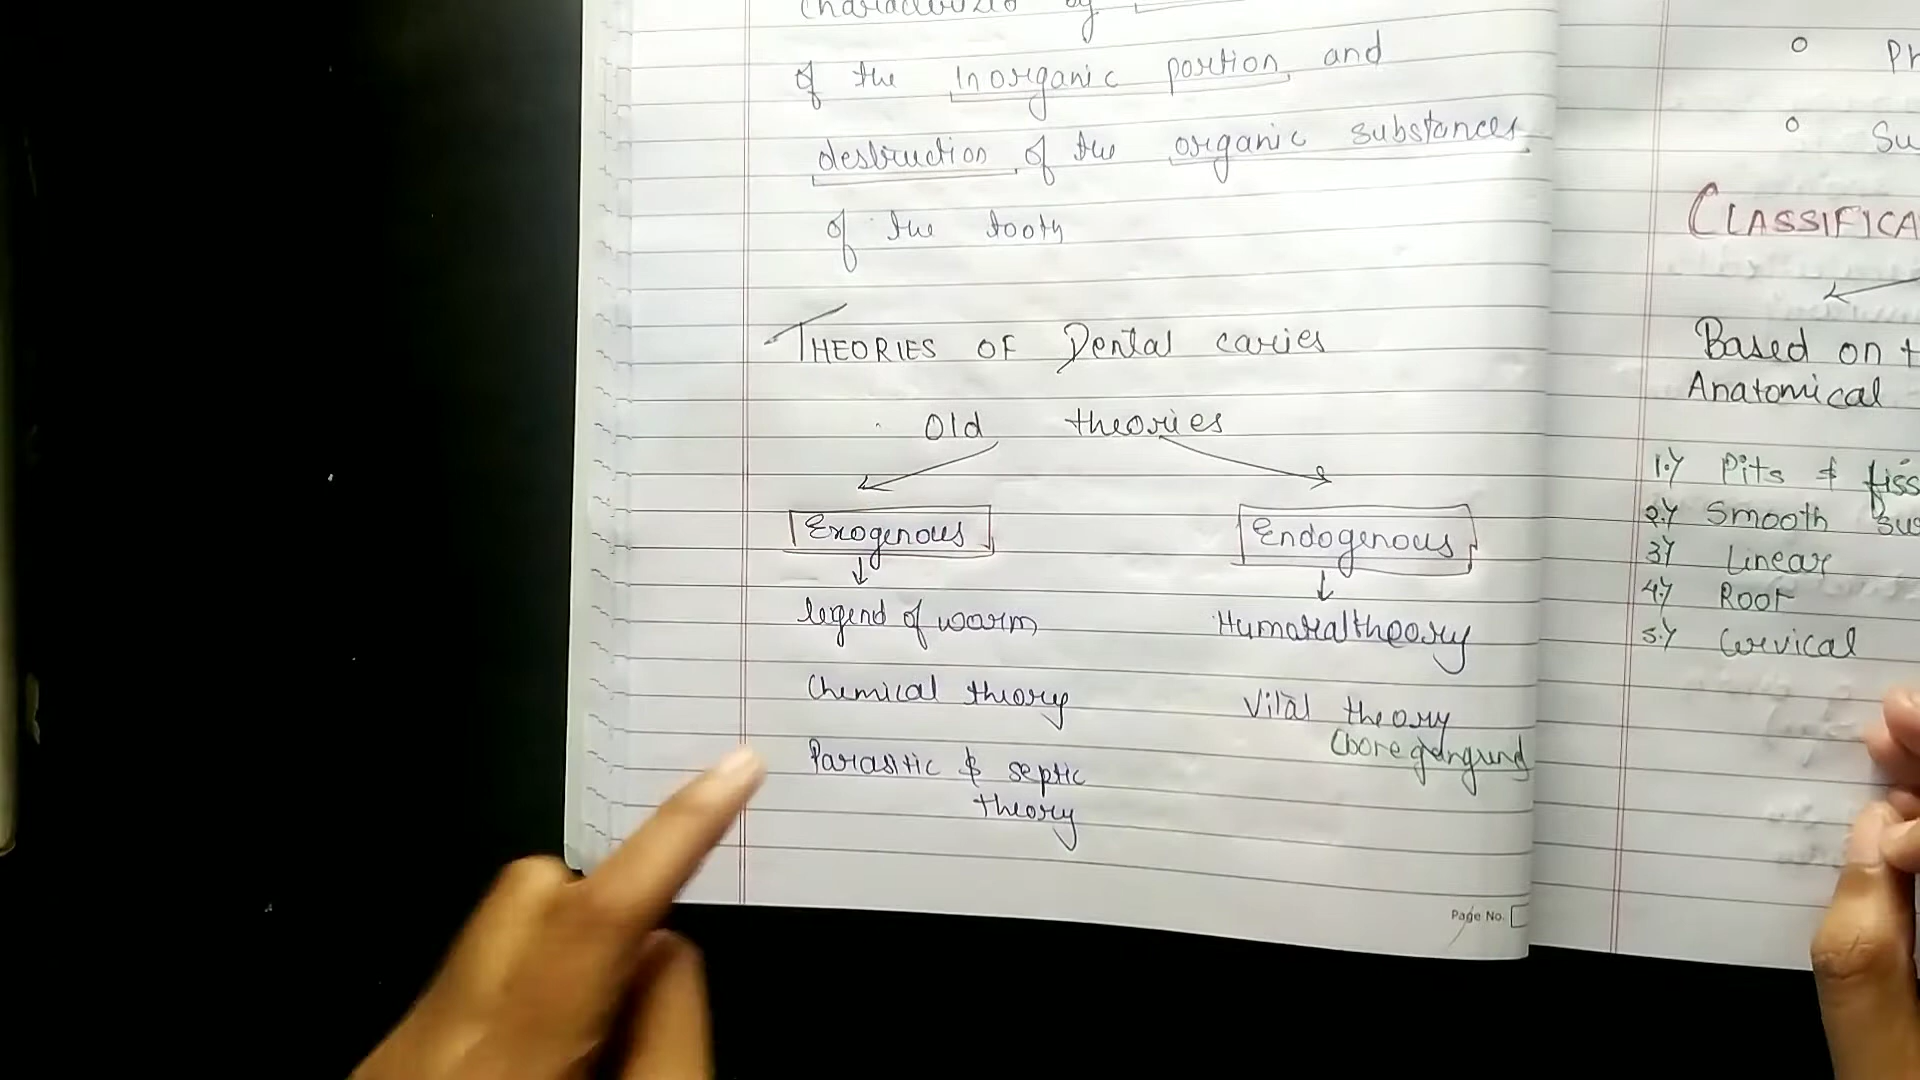 of the Inorganic portion and
destruction of the organic substances
of the tooth
THEORIES OF Dental caries
Old theories
Exogenous
Endogenous
legend of worm
Humoral theory
Chemical theory
Vital theory
Parasitic & septic
theory
Page No.
CLASSIFICA
Based on t
Anatomical
1.) Pits & fiss
2.) Smooth su
3) Linear
4.) Root
5.) Cervical